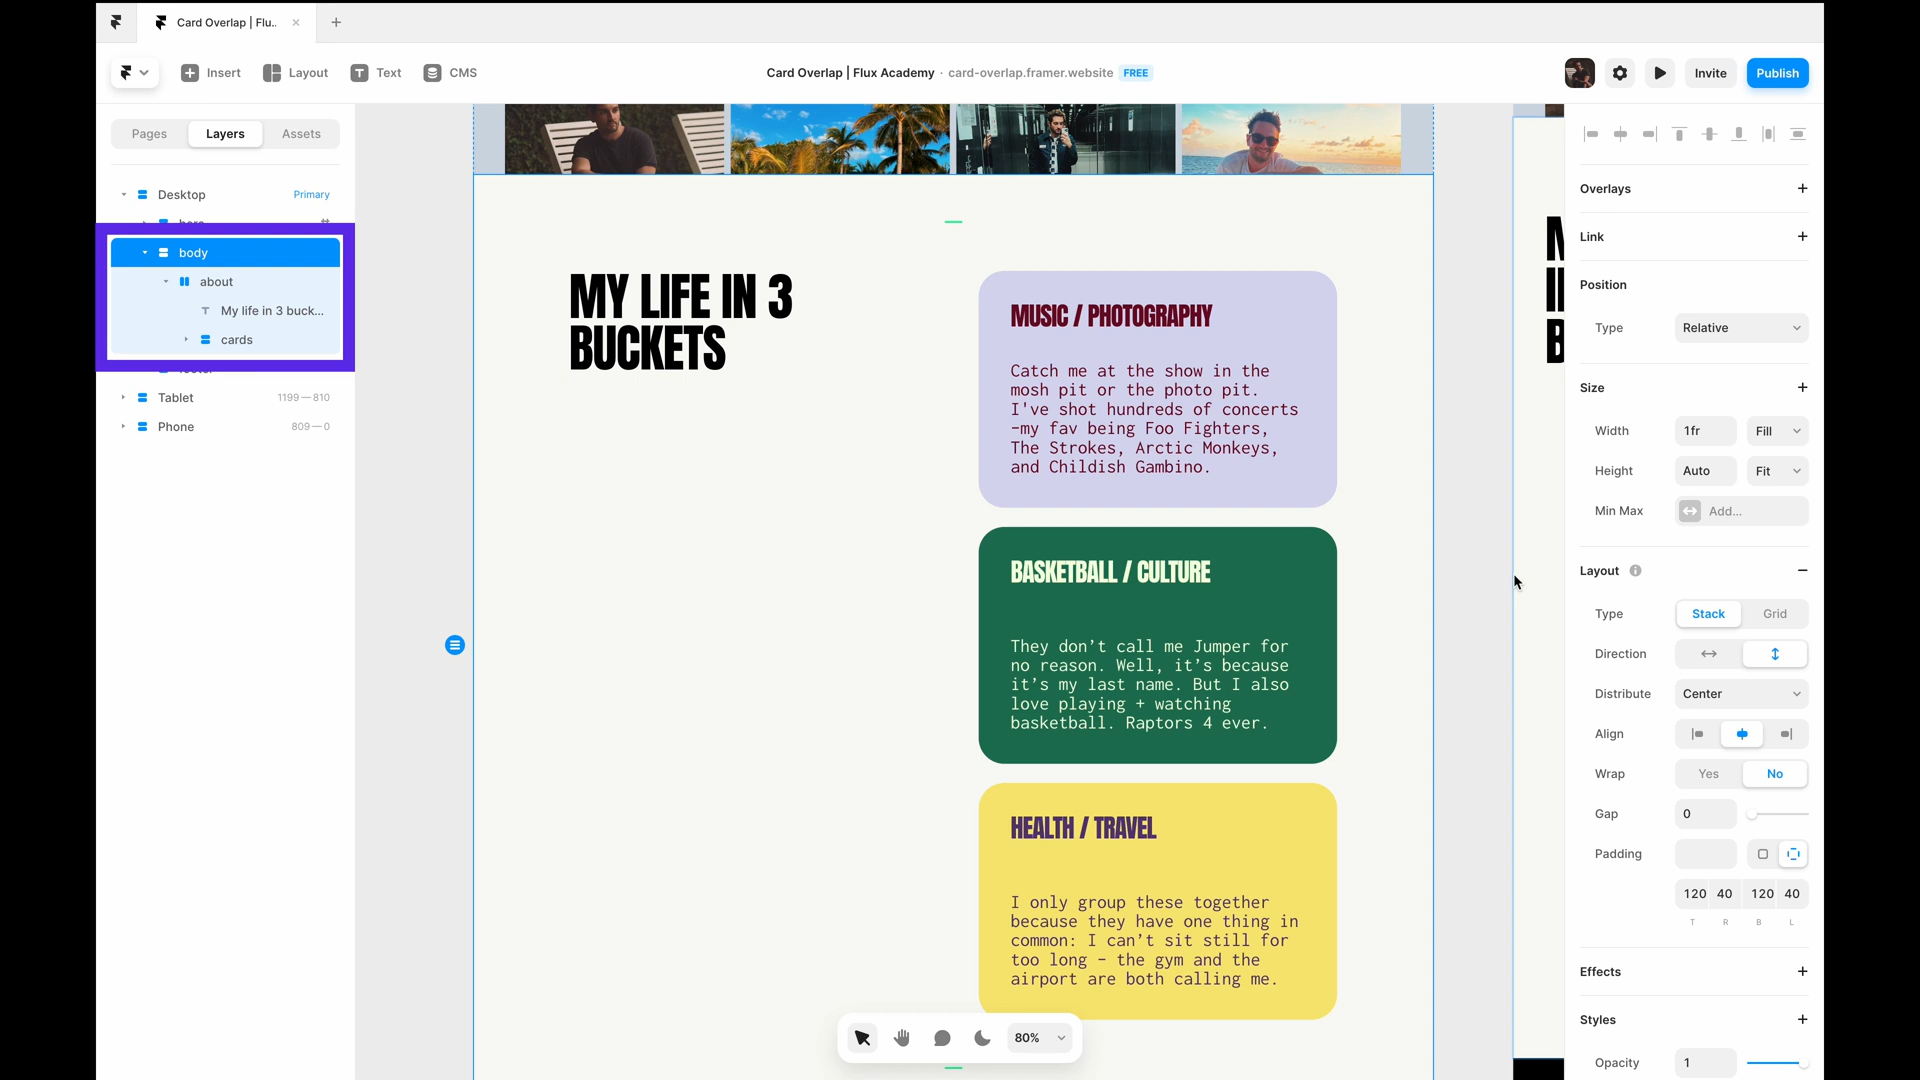 Card Overlap | Flu..
Insert
Layout
Text
CMS
Card Overlap | Flux Academy · card-overlap.framer.website FREE
Invite
Publish
Pages
Layers
Assets
Desktop
Primary
body
about
My life in 3 buck...
cards
Tablet
1199—810
Phone
809—0
MY LIFE IN 3
BUCKETS
MUSIC / PHOTOGRAPHY
Catch me at the show in the
mosh pit or the photo pit.
I've shot hundreds of concerts
–my fav being Foo Fighters,
The Strokes, Arctic Monkeys,
and Childish Gambino.
BASKETBALL / CULTURE
They don’t call me Jumper for
no reason. Well, it’s because
it’s my last name. But I also
love playing + watching
basketball. Raptors 4 ever.
HEALTH / TRAVEL
I only group these together
because they have one thing in
common: I can’t sit still for
too long – the gym and the
airport are both calling me.
80%
Overlays
Link
Position
Type
Relative
Size
Width
1fr
Fill
Height
Auto
Fit
Min Max
Add...
Layout
Type
Stack
Grid
Direction
Distribute
Center
Align
Wrap
Yes
No
Gap
0
Padding
120 40 120 40
T R B L
Effects
Styles
Opacity
1